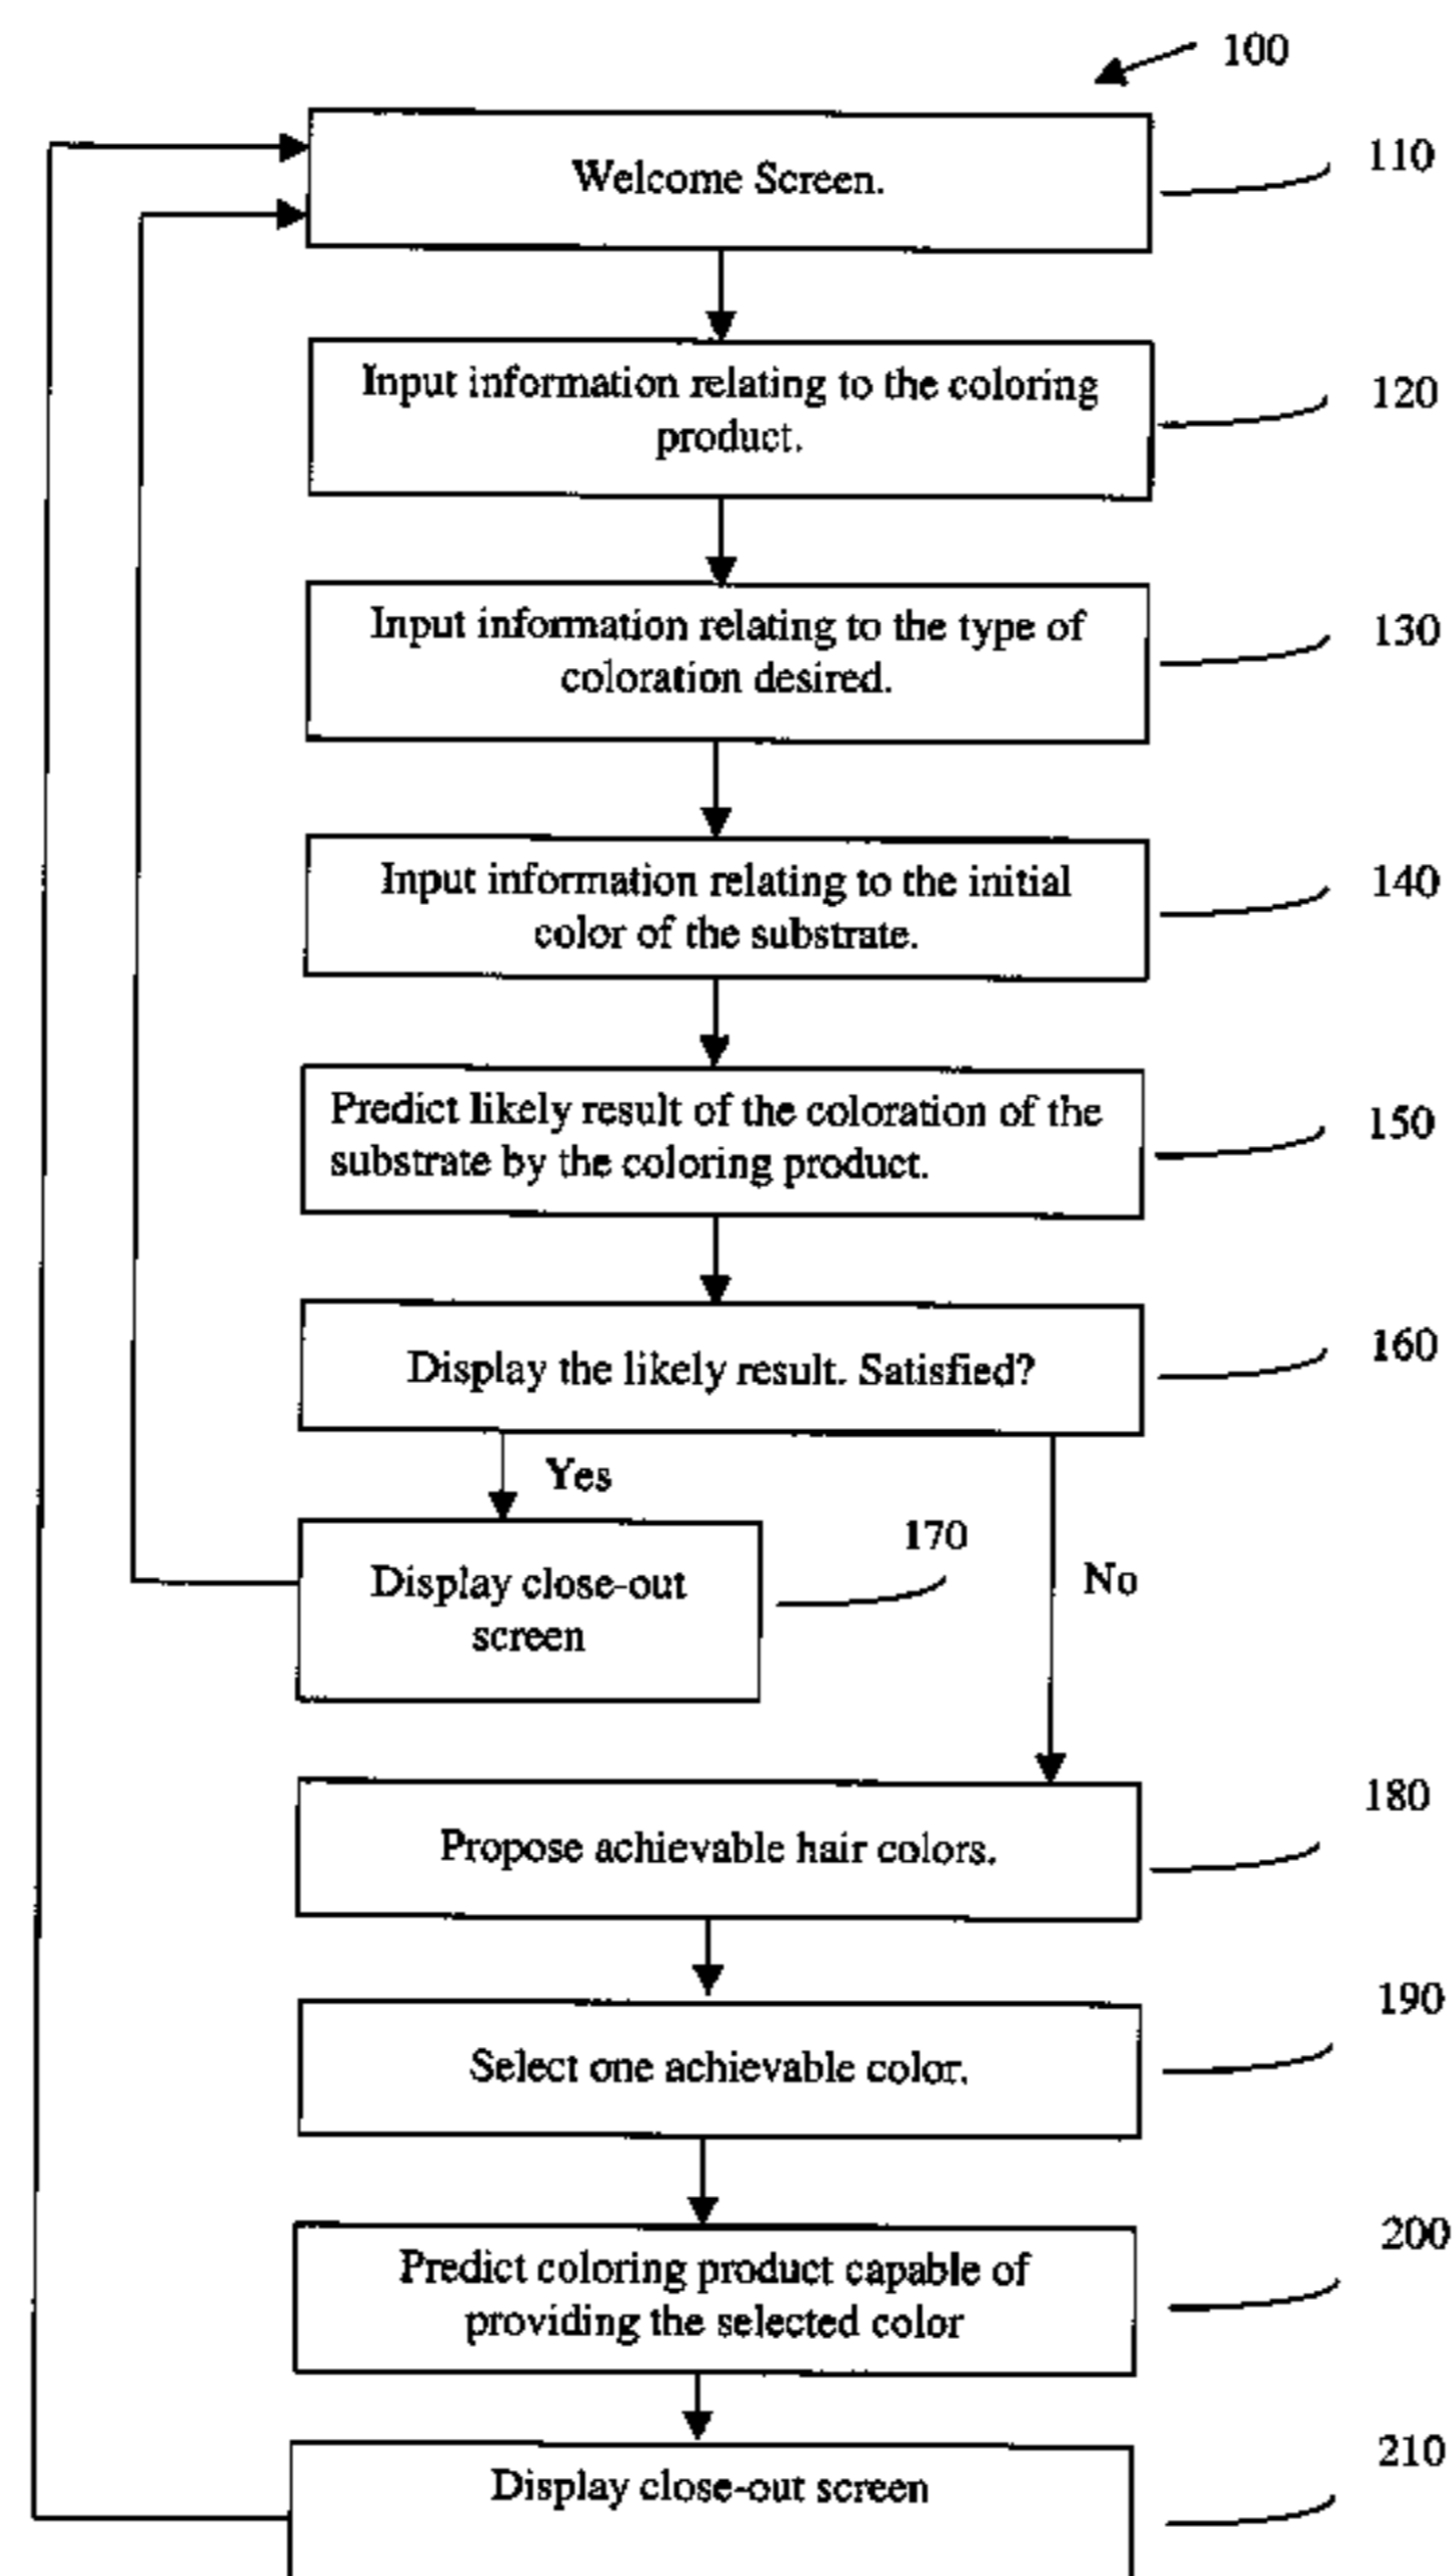 100
Welcome Screen.
110
Input information relating to the coloring
product.
120
Input information relating to the type of
coloration desired.
130
Input information relating to the initial
color of the substrate.
140
Predict likely result of the coloration of the
substrate by the coloring product.
150
Display the likely result. Satisfied?
160
Yes
No
Display close-out
screen
170
Propose achievable hair colors.
180
Select one achievable color.
190
Predict coloring product capable of
providing the selected color
200
Display close-out screen
210